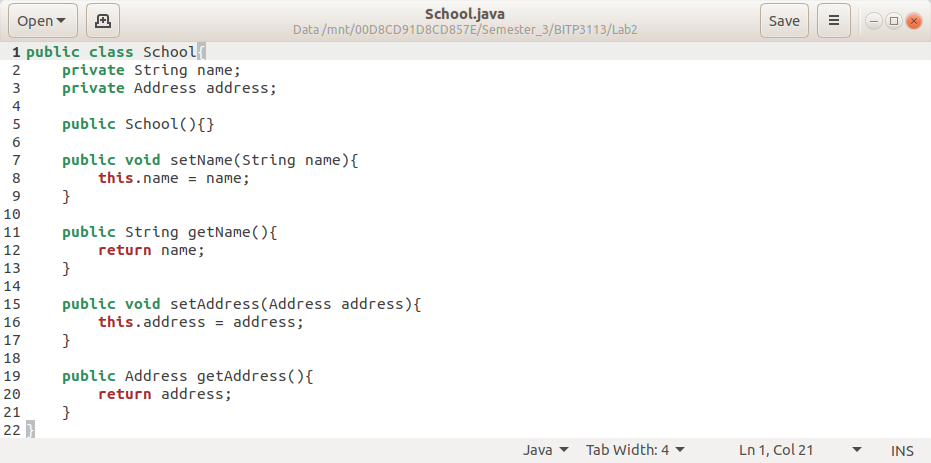 Open School.java Save
Data /mnt/00D8CD91D8CD857E/Semester_3/BITP3113/Lab2
1 public class School{
2     private String name;
3     private Address address;
4
5     public School(){}
6
7     public void setName(String name){
8         this.name = name;
9     }
10
11     public String getName(){
12         return name;
13     }
14
15     public void setAddress(Address address){
16         this.address = address;
17     }
18
19     public Address getAddress(){
20         return address;
21     }
22 }
Java Tab Width: 4 Ln 1, Col 21 INS